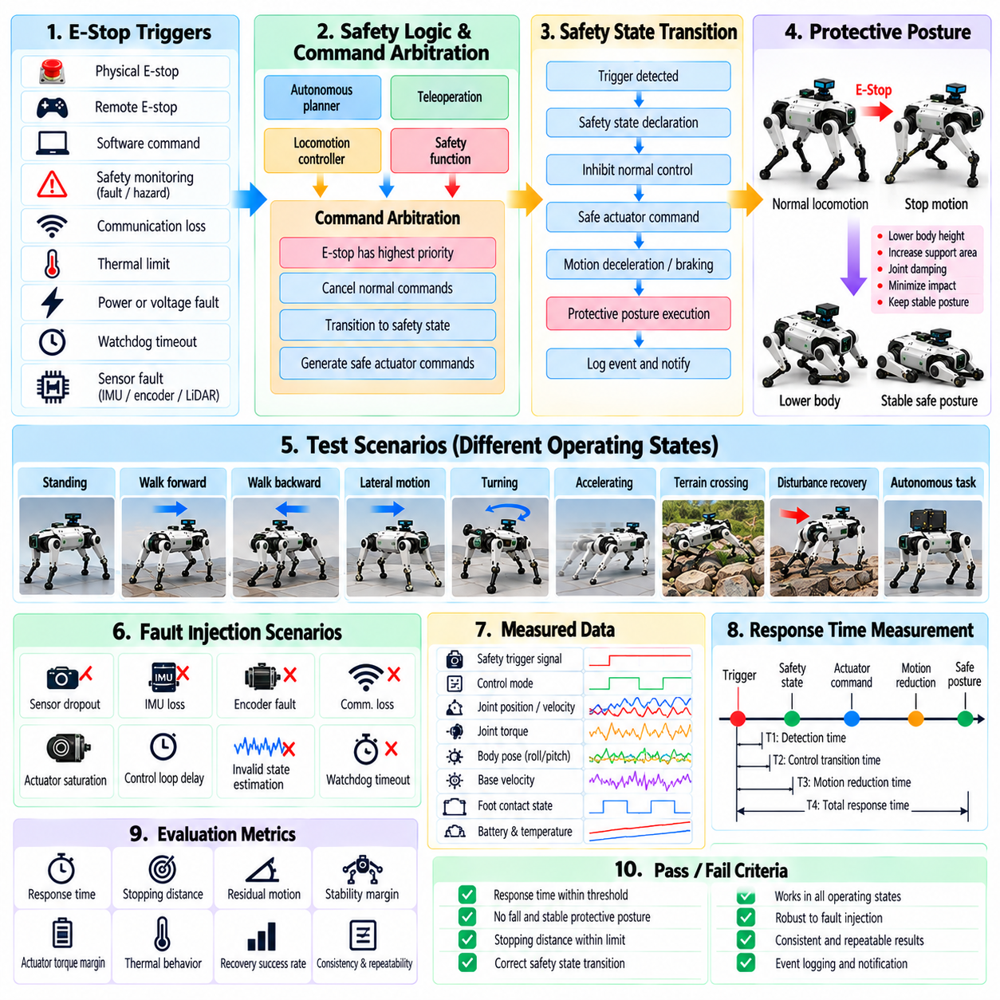 1. E-Stop Triggers
Physical E-stop
Remote E-stop
Software command
Safety monitoring
(fault / hazard)
Communication loss
Thermal limit
Power or voltage fault
Watchdog timeout
Sensor fault
(IMU / encoder / LiDAR)
2. Safety Logic &
Command Arbitration
Autonomous
planner
Teleoperation
Locomotion
controller
Safety
function
Command Arbitration
E-stop has highest priority
Cancel normal commands
Transition to safety state
Generate safe actuator commands
3. Safety State Transition
Trigger detected
Safety state declaration
Inhibit normal control
Safe actuator command
Motion deceleration / braking
Protective posture execution
Log event and notify
4. Protective Posture
E-Stop
Normal locomotion
Stop motion
• Lower body height
• Increase support area
• Joint damping
• Minimize impact
• Keep stable posture
Lower body
Stable safe posture
5. Test Scenarios (Different Operating States)
Standing
Walk forward
Walk backward
Lateral motion
Turning
Accelerating
Terrain crossing
Disturbance recovery
Autonomous task
6. Fault Injection Scenarios
Sensor dropout
IMU
IMU loss
Encoder fault
Comm. loss
Actuator saturation
Control loop delay
Invalid state
estimation
Watchdog timeout
7. Measured Data
Safety trigger signal
Control mode
Joint position / velocity
Joint torque
Body pose (roll/pitch)
Base velocity
Foot contact state
Battery & temperature
8. Response Time Measurement
Trigger
Safety
state
Actuator
command
Motion
reduction
Safe
posture
T1: Detection time
T2: Control transition time
T3: Motion reduction time
T4: Total response time
9. Evaluation Metrics
Response time
Stopping distance
Residual motion
Stability margin
Actuator torque margin
Thermal behavior
Recovery success rate
Consistency & repeatability
10. Pass / Fail Criteria
Response time within threshold
No fall and stable protective posture
Stopping distance within limit
Correct safety state transition
Works in all operating states
Robust to fault injection
Consistent and repeatable results
Event logging and notification